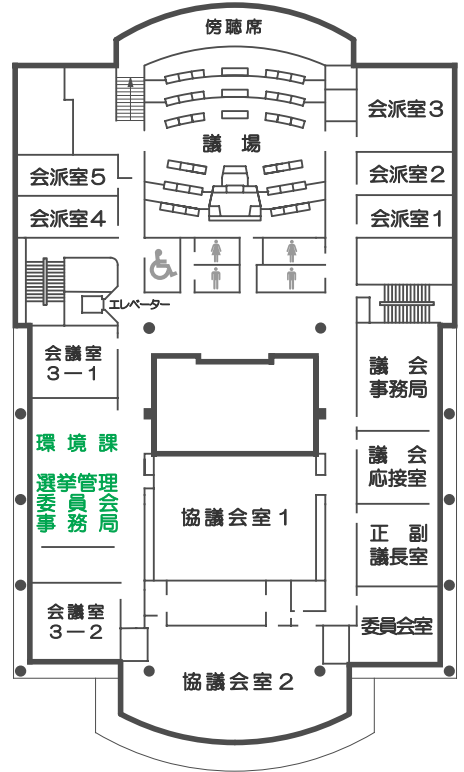 傍聴席
議場
会派室3
会派室5
会派室2
会派室4
会派室1
エレベーター
会議室
3－1
議会
事務局
環境課
選挙管理
委員会
事務局
議会
応接室
協議会室1
正副
議長室
会議室
3－2
委員会室
協議会室2